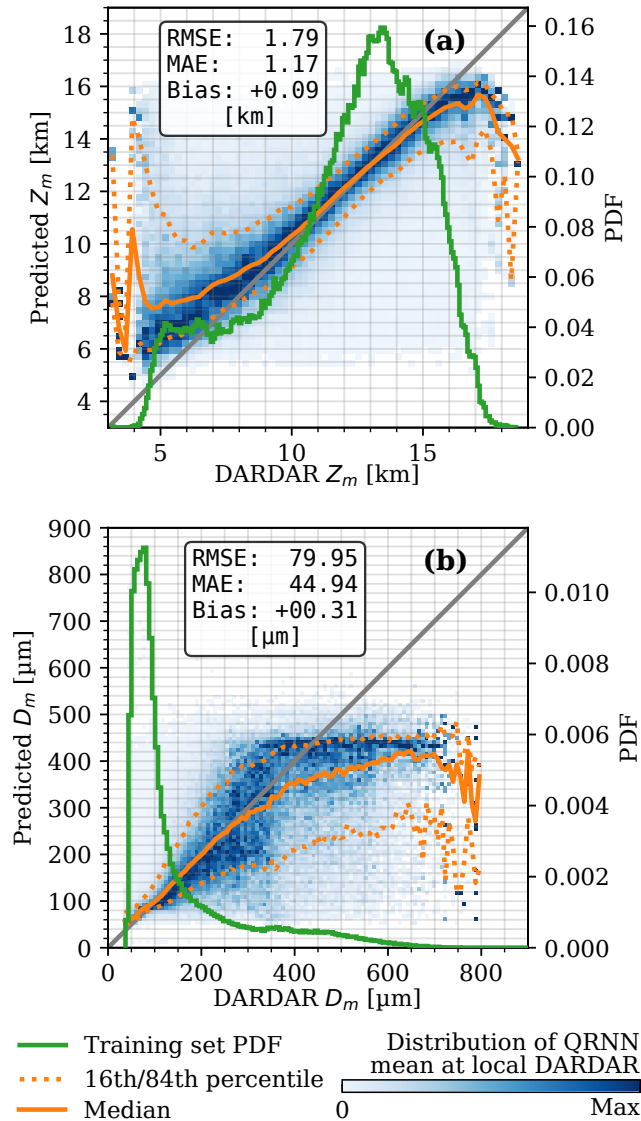 (a)
RMSE: 1.79
MAE: 1.17
Bias: +0.09
[km]
18
16
14
12
10
8
6
4
Predicted Zm [km]
0.16
0.14
0.12
0.10
0.08
0.06
0.04
0.02
0.00
PDF
5
10
15
DARDAR Zm [km]
(b)
RMSE: 79.95
MAE: 44.94
Bias: +00.31
[µm]
900
800
700
600
500
400
300
200
100
0
Predicted Dm [µm]
0.010
0.008
0.006
0.004
0.002
0.000
PDF
0
200
400
600
800
DARDAR Dm [µm]
Training set PDF
16th/84th percentile
Median
Distribution of QRNN
mean at local DARDAR
0
Max